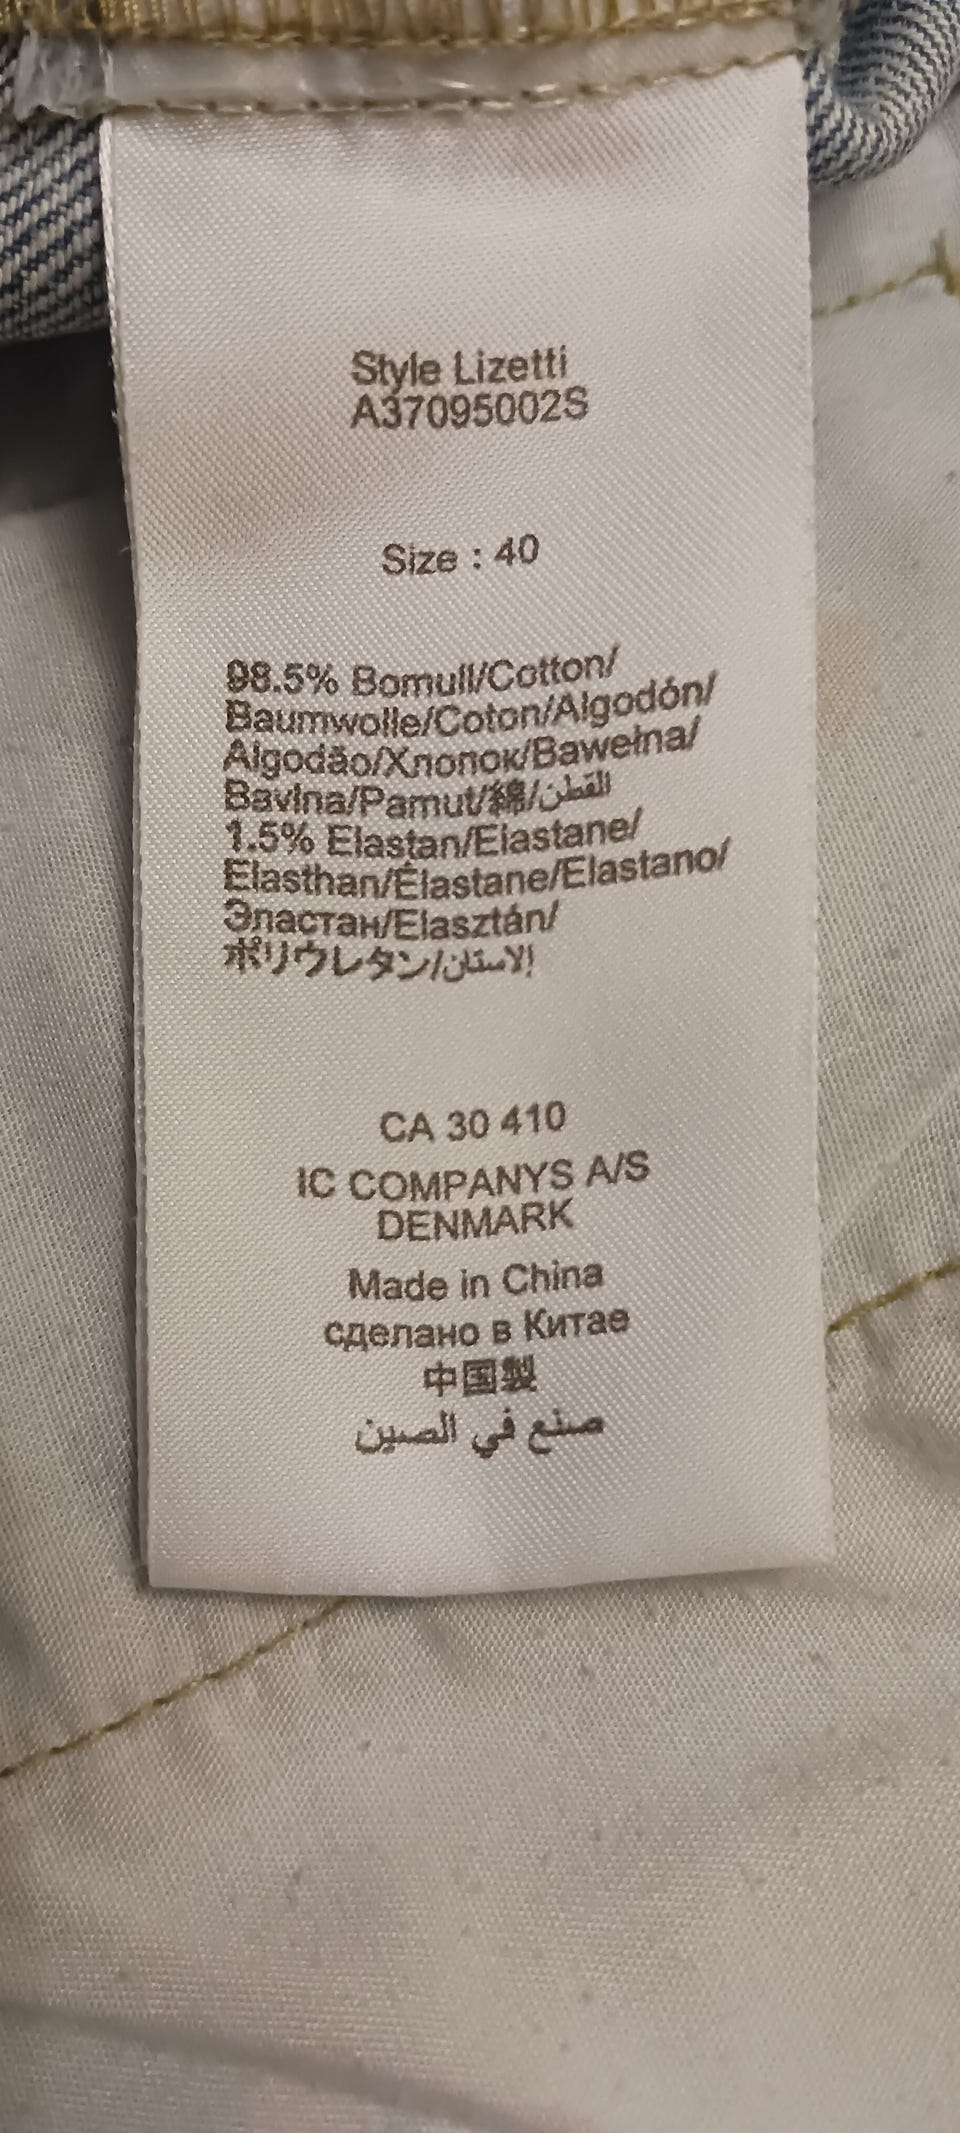 Style Lizetti
A37095002S
Size : 40
98.5% Bomull/Cotton/
Baumwolle/Coton/Algodón/
Algodão/Хлопок/Bawełna/
Bavlna/Pamut/綿/القطن
1.5% Elastan/Elastane/
Elasthan/Élastane/Elastano/
Эластан/Elasztán/
ポリウレタン/الاستان
CA 30 410
IC COMPANYS A/S
DENMARK
Made in China
сделано в Китае
中国製
صنع في الصين